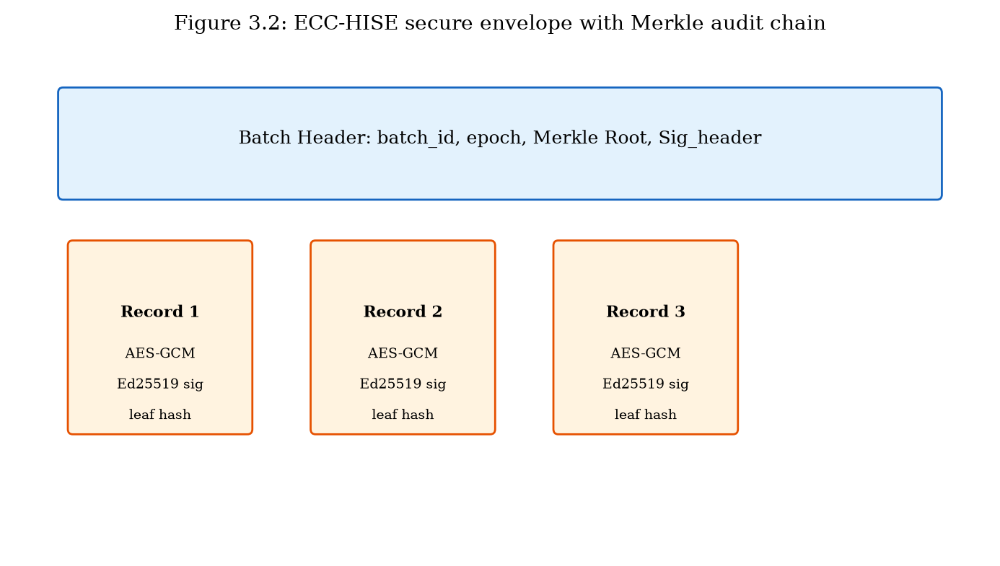 Figure 3.2: ECC-HISE secure envelope with Merkle audit chain
Batch Header: batch_id, epoch, Merkle Root, Sig_header
Record 1
AES-GCM
Ed25519 sig
leaf hash
Record 2
AES-GCM
Ed25519 sig
leaf hash
Record 3
AES-GCM
Ed25519 sig
leaf hash